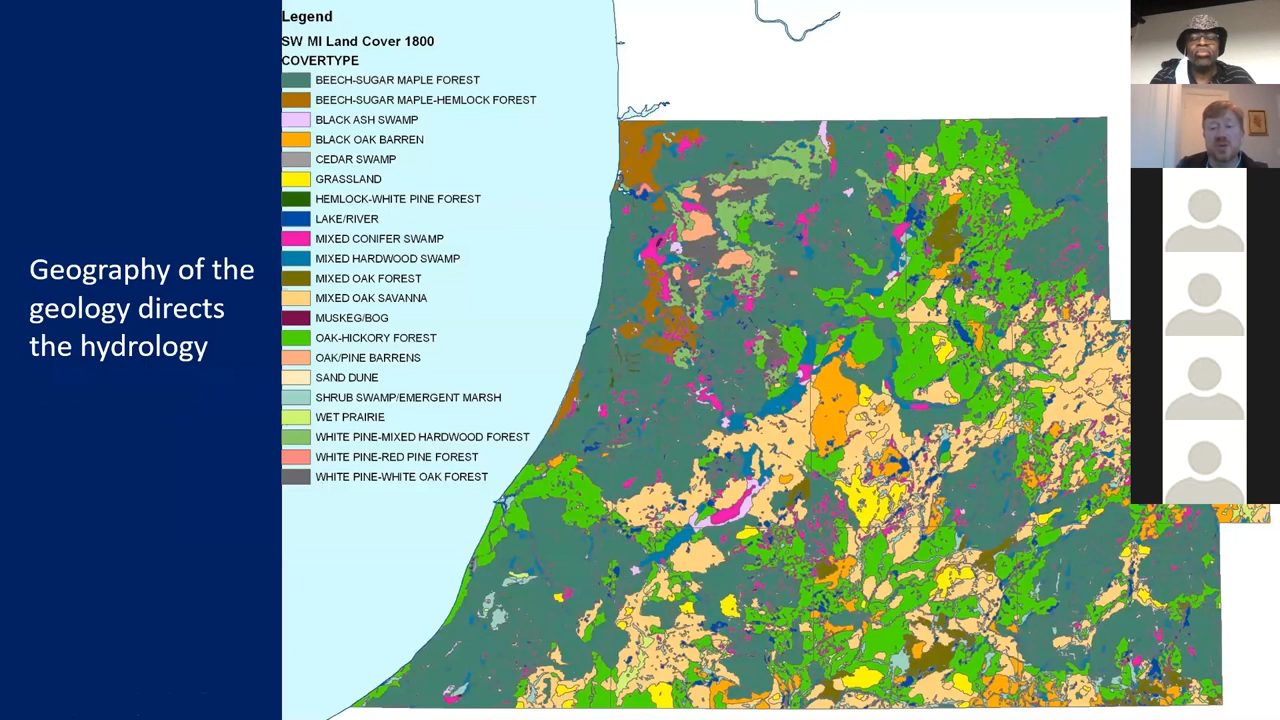 Geography of the
geology directs
the hydrology
Legend
SW MI Land Cover 1800
COVERTYPE
BEECH-SUGAR MAPLE FOREST
BEECH-SUGAR MAPLE-HEMLOCK FOREST
BLACK ASH SWAMP
BLACK OAK BARREN
CEDAR SWAMP
GRASSLAND
HEMLOCK-WHITE PINE FOREST
LAKE/RIVER
MIXED CONIFER SWAMP
MIXED HARDWOOD SWAMP
MIXED OAK FOREST
MIXED OAK SAVANNA
MUSKEG/BOG
OAK-HICKORY FOREST
OAK/PINE BARRENS
SAND DUNE
SHRUB SWAMP/EMERGENT MARSH
WET PRAIRIE
WHITE PINE-MIXED HARDWOOD FOREST
WHITE PINE-RED PINE FOREST
WHITE PINE-WHITE OAK FOREST